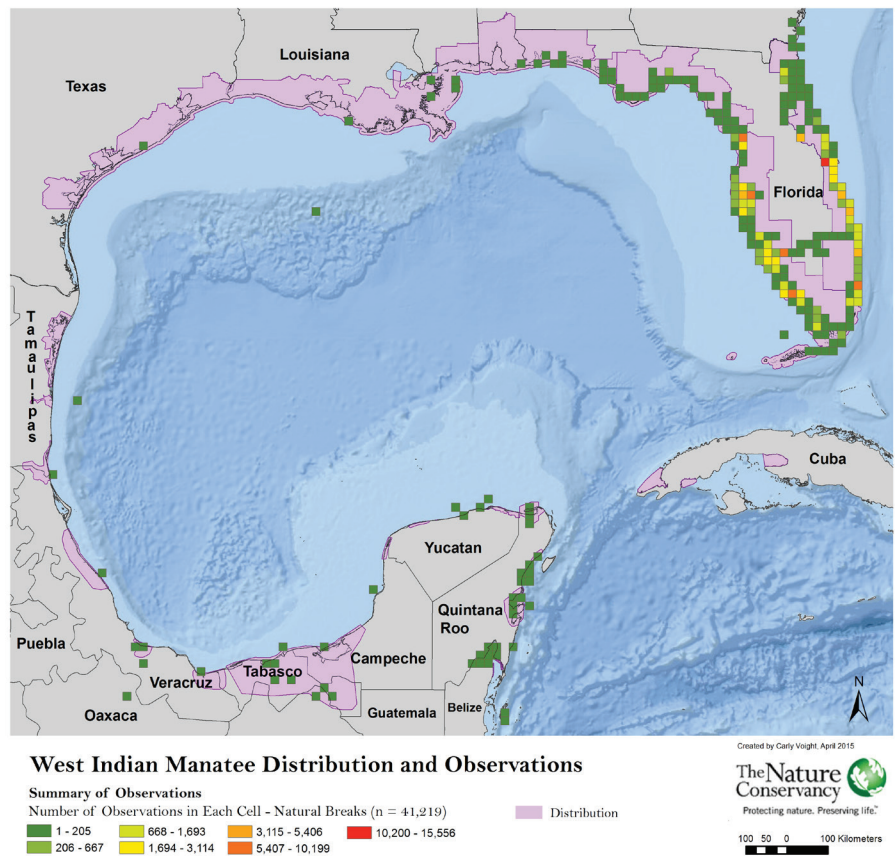 Louisiana
Texas
Florida
Tamaulipas
Cuba
Yucatan
Quintana
Roo
Puebla
Campeche
Tabasco
Veracruz
Belize
Guatemala
Oaxaca
N
Created by Carly Voight, April 2015
West Indian Manatee Distribution and Observations
Summary of Observations
Number of Observations in Each Cell - Natural Breaks (n = 41,219)
1 - 205
668 - 1,693
3,115 - 5,406
10,200 - 15,556
206 - 667
1,694 - 3,114
5,407 - 10,199
Distribution
The Nature
Conservancy
Protecting nature. Preserving life.™
100 50 0 100 Kilometers